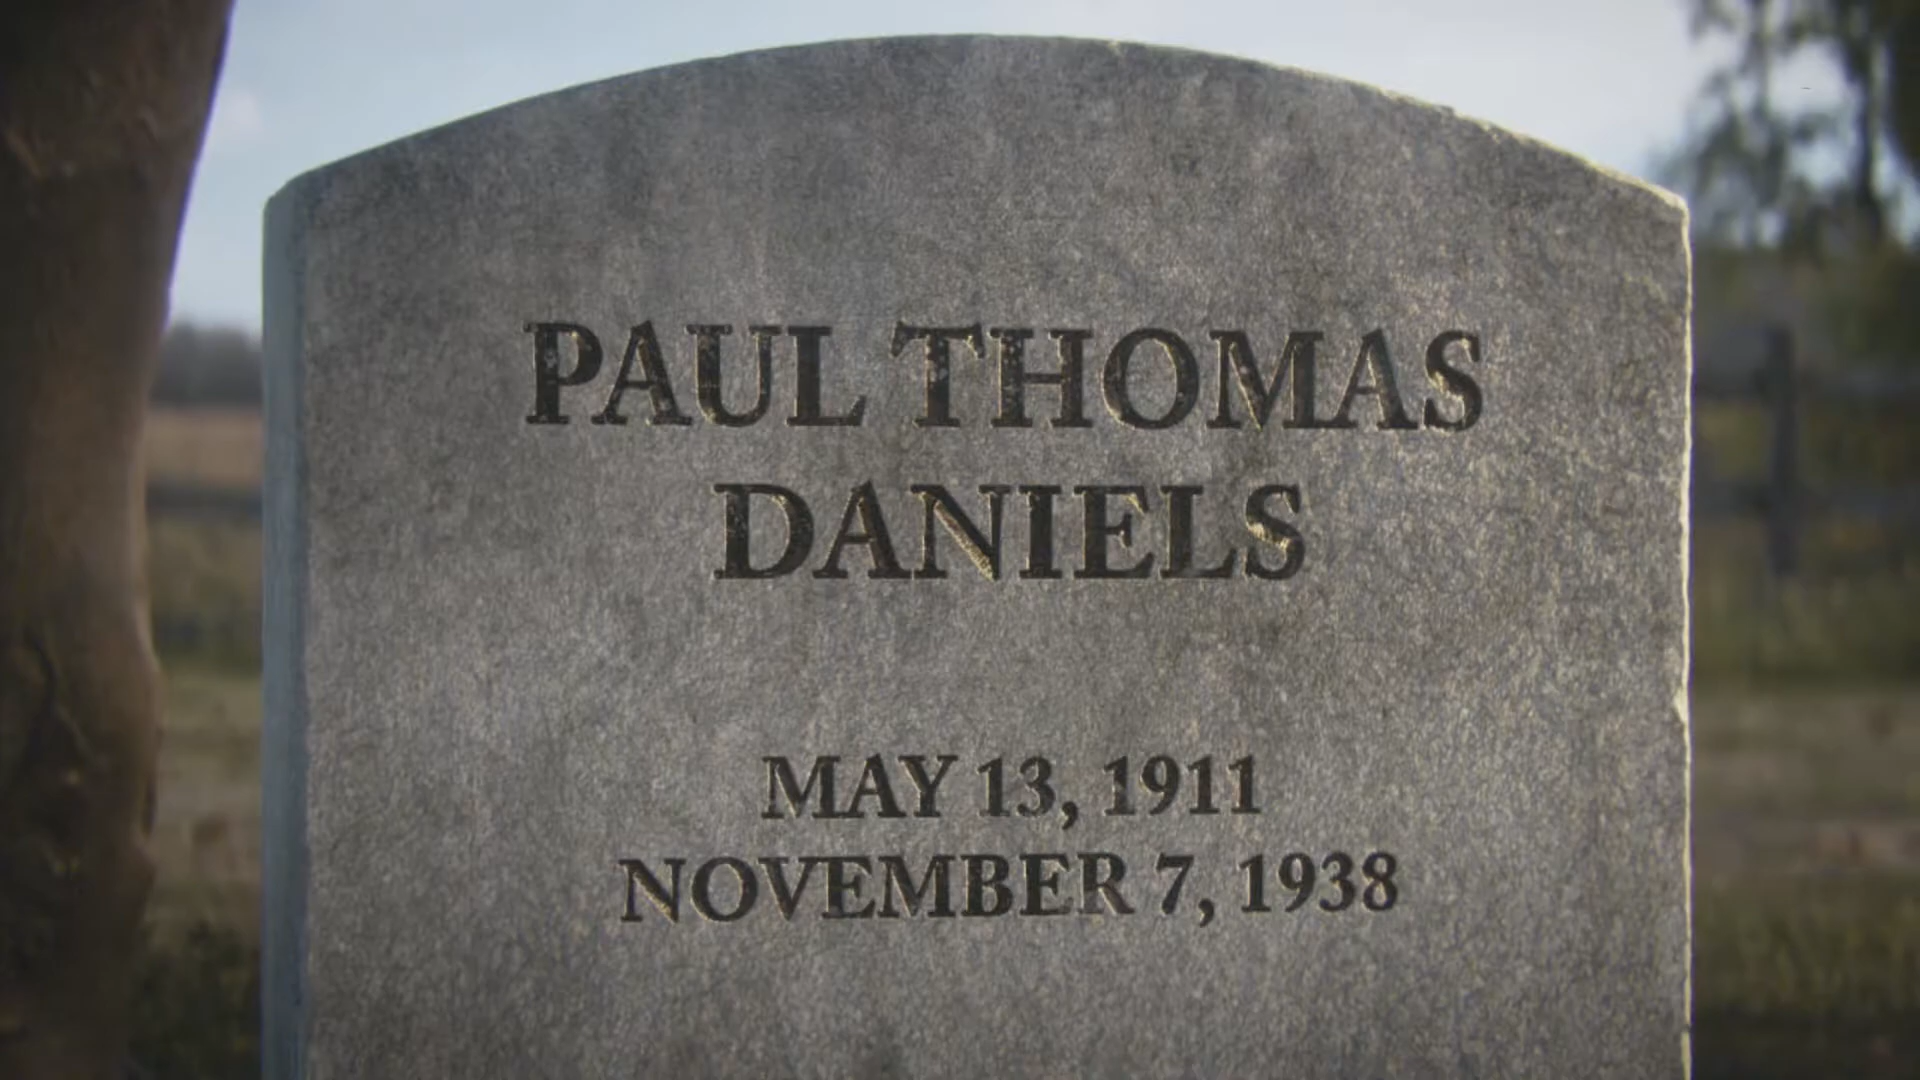 PAUL THOMAS
DANIELS
MAY 13, 1911
NOVEMBER 7, 1938